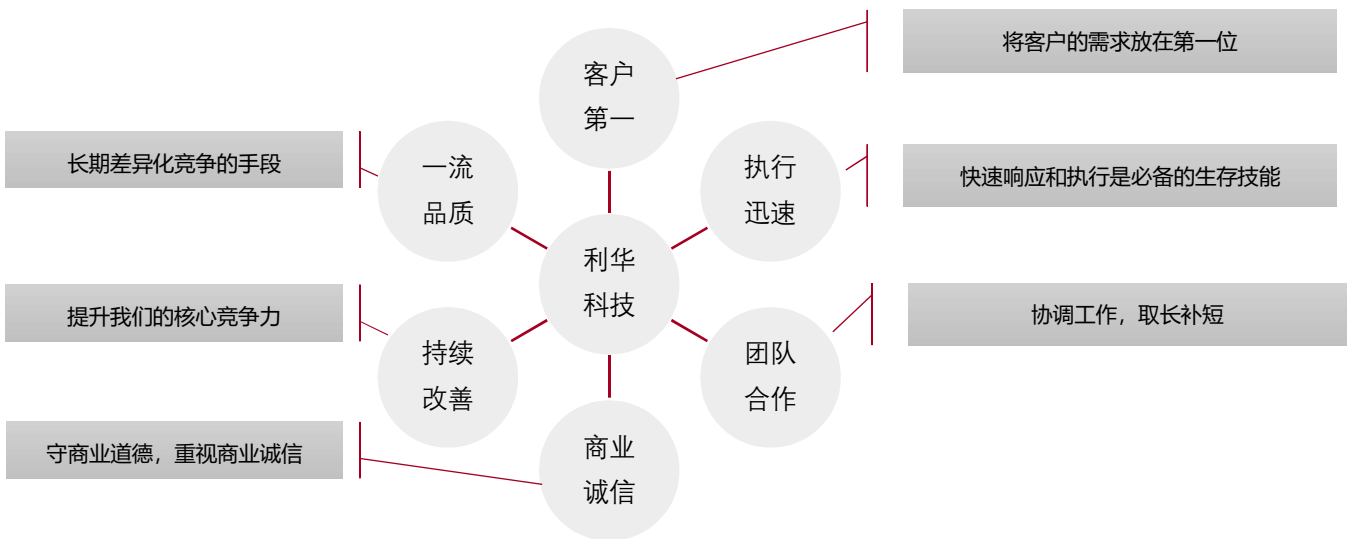 客户
第一
将客户的需求放在第一位
长期差异化竞争的手段
一流
品质
执行
迅速
快速响应和执行是必备的生存技能
利华
科技
提升我们的核心竞争力
持续
改善
团队
合作
协调工作，取长补短
守商业道德，重视商业诚信
商业
诚信